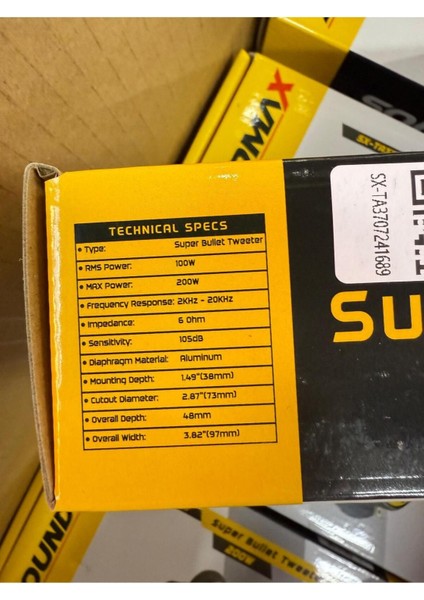 TECHNICAL SPECS
• Type: Super Bullet Tweeter
• RMS Power: 100W
• MAX Power: 200W
• Frequency Response: 2KHz - 20KHz
• Impedance: 6 Ohm
• Sensitivity: 105dB
• Diaphragm Material: Aluminum
• Mounting Depth: 1.49"(38mm)
• Cutout Diameter: 2.87"(73mm)
• Overall Depth: 48mm
• Overall Width: 3.82"(97mm)
SX-TA3707241689
Su
Super Bullet Tweeter
200W
OUND